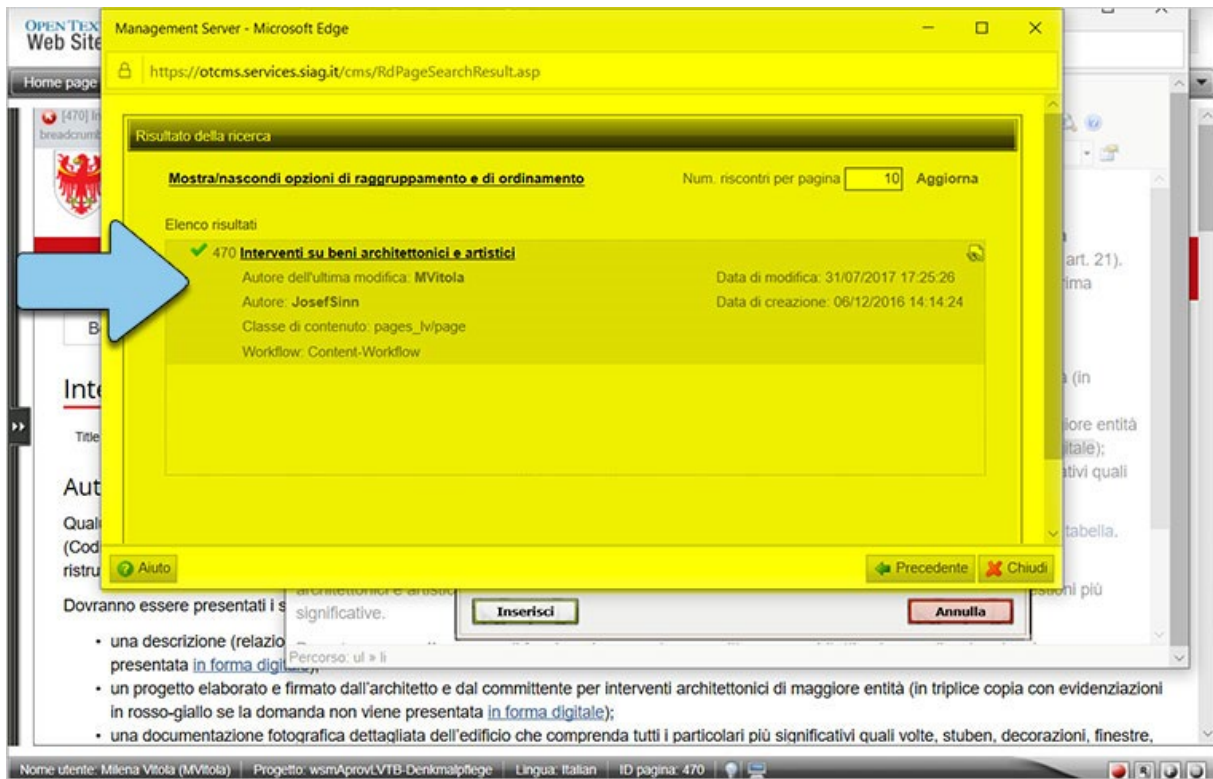 OPEN TEX
Web Site
Management Server - Microsoft Edge
https://otcms.services.siag.it/cms/RdPageSearchResult.asp
Home page
[470] In
breadcrumb
Risultato della ricerca
Mostra/nascondi opzioni di raggruppamento e di ordinamento
Num. riscontri per pagina 10 Aggiorna
Elenco risultati
470 Interventi su beni architettonici e artistici
Autore dell'ultima modifica: MVitola
Data di modifica: 31/07/2017 17:25:26
Autore: JosefSinn
Data di creazione: 06/12/2016 14:14:24
Classe di contenuto: pages_lv/page
Workflow: Content-Workflow
art. 21).
rima
B
Inte
(in
iore entità
Title
itale);
ativi quali
Aut
Quali
tabella.
(Cod
ristru
Aiuto
Precedente
Chiudi
architettonici e artistic
stioni più
significative.
Inserisci
Annulla
Dovranno essere presentati i s
Percorso: ul » li
• una descrizione (relazio
presentata in forma digitale);
• un progetto elaborato e firmato dall'architetto e dal committente per interventi architettonici di maggiore entità (in triplice copia con evidenziazioni
in rosso-giallo se la domanda non viene presentata in forma digitale);
• una documentazione fotografica dettagliata dell'edificio che comprenda tutti i particolari più significativi quali volte, stuben, decorazioni, finestre,
Nome utente: Milena Vitola (MVitola) Progetto: wsmAprovLVTB-Denkmalpflege Lingua: Italian ID pagina: 470